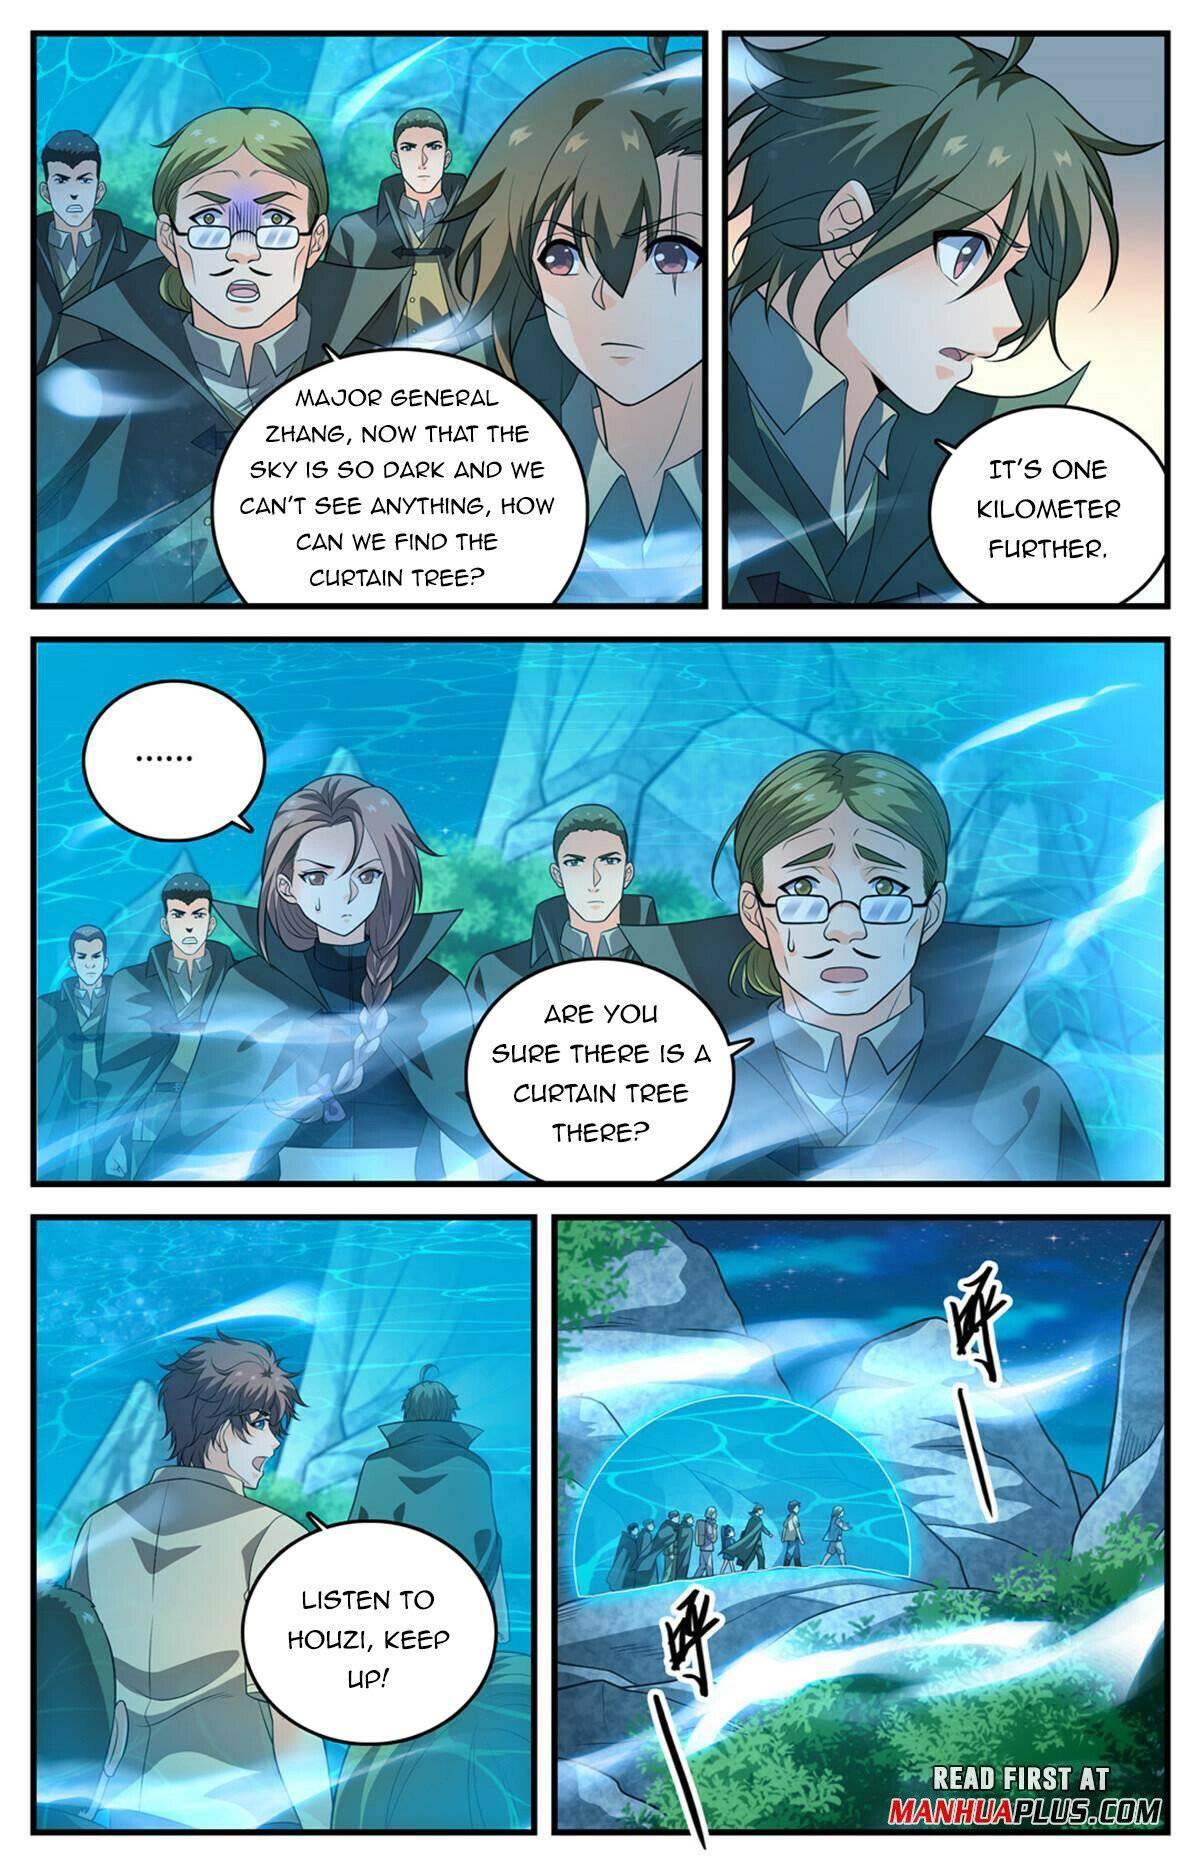 MAJOR GENERAL
ZHANG, NOW THAT THE
SKY IS SO DARK AND WE
CAN'T SEE ANYTHING, HOW
CAN WE FIND THE
CURTAIN TREE?
IT'S ONE
KILOMETER
FURTHER.
......
ARE YOU
SURE THERE IS A
CURTAIN TREE
THERE?
LISTEN TO
HOUZI, KEEP
UP!
呼—
呼—
READ FIRST AT
MANHUAPLUS.COM